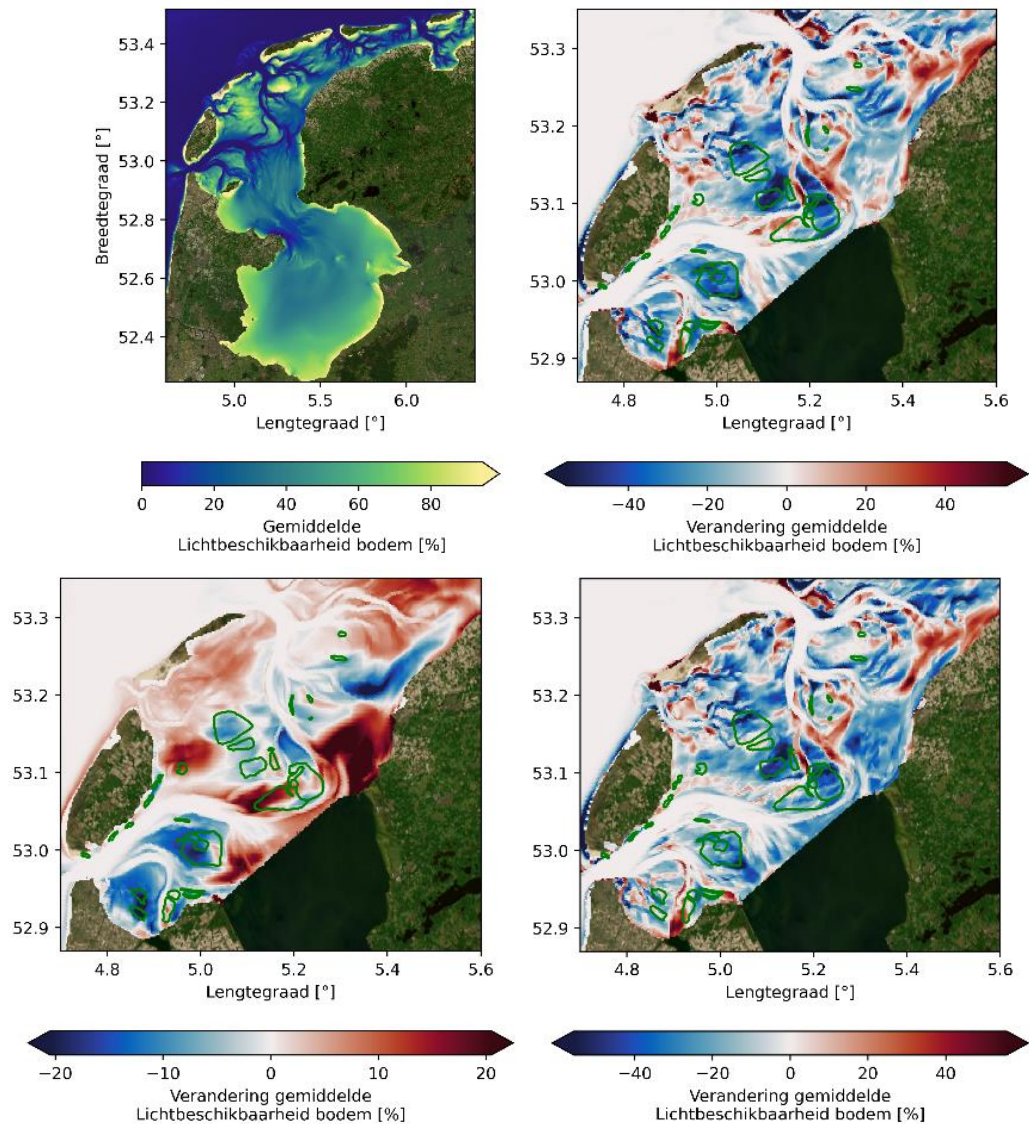 53.4
53.2
53.0
52.8
52.6
52.4
Breedtegraad [°]
5.0 5.5 6.0
Lengtegraad [°]
0 20 40 60 80
Gemiddelde
Lichtbeschikbaarheid bodem [%]
53.3
53.2
53.1
53.0
52.9
4.8 5.0 5.2 5.4 5.6
Lengtegraad [°]
−40 −20 0 20 40
Verandering gemiddelde
Lichtbeschikbaarheid bodem [%]
53.3
53.2
53.1
53.0
52.9
4.8 5.0 5.2 5.4 5.6
Lengtegraad [°]
−20 −10 0 10 20
Verandering gemiddelde
Lichtbeschikbaarheid bodem [%]
53.3
53.2
53.1
53.0
52.9
4.8 5.0 5.2 5.4 5.6
Lengtegraad [°]
−40 −20 0 20 40
Verandering gemiddelde
Lichtbeschikbaarheid bodem [%]